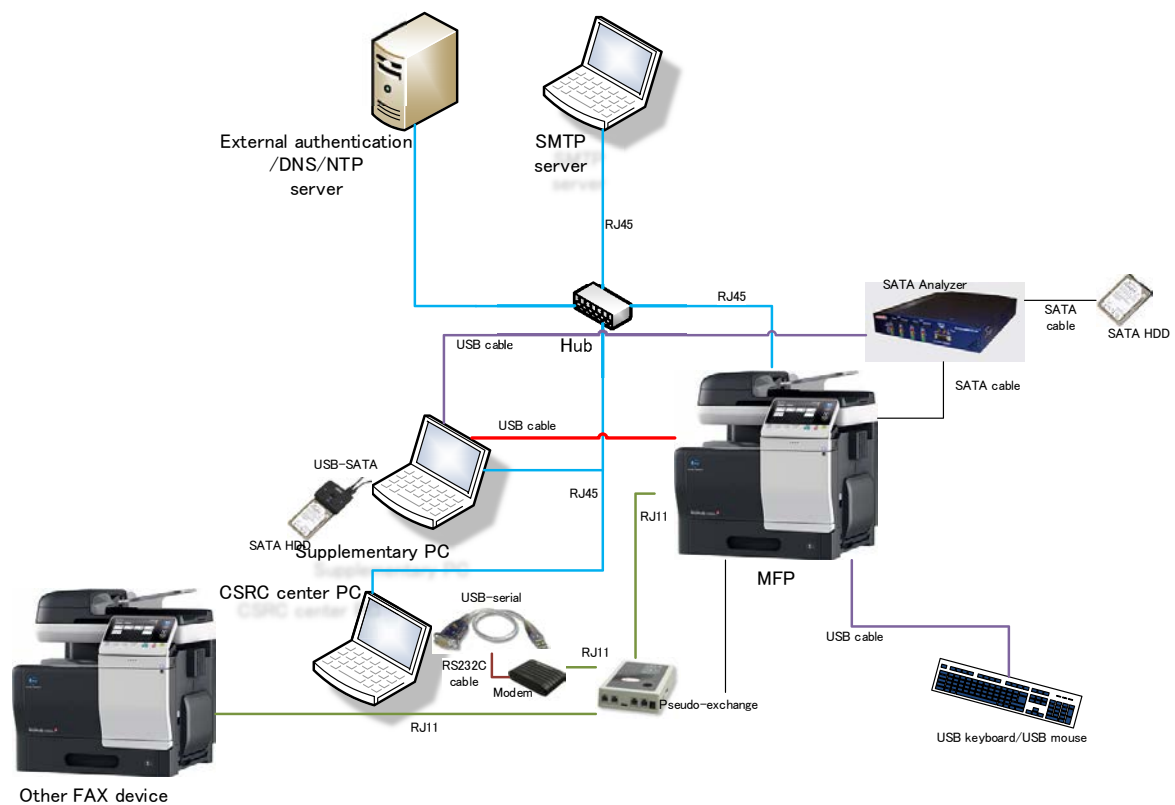 External authentication
/DNS/NTP
server
SMTP
server
RJ45
RJ45
SATA Analyzer
SATA
cable
SATA HDD
USB cable
Hub
SATA cable
USB cable
USB-SATA
RJ45
RJ11
SATA HDD
Supplementary PC
MFP
CSRC center PC
USB-serial
USB cable
RJ11
RS232C
cable
Modem
Pseudo-exchange
RJ11
USB keyboard/USB mouse
Other FAX device